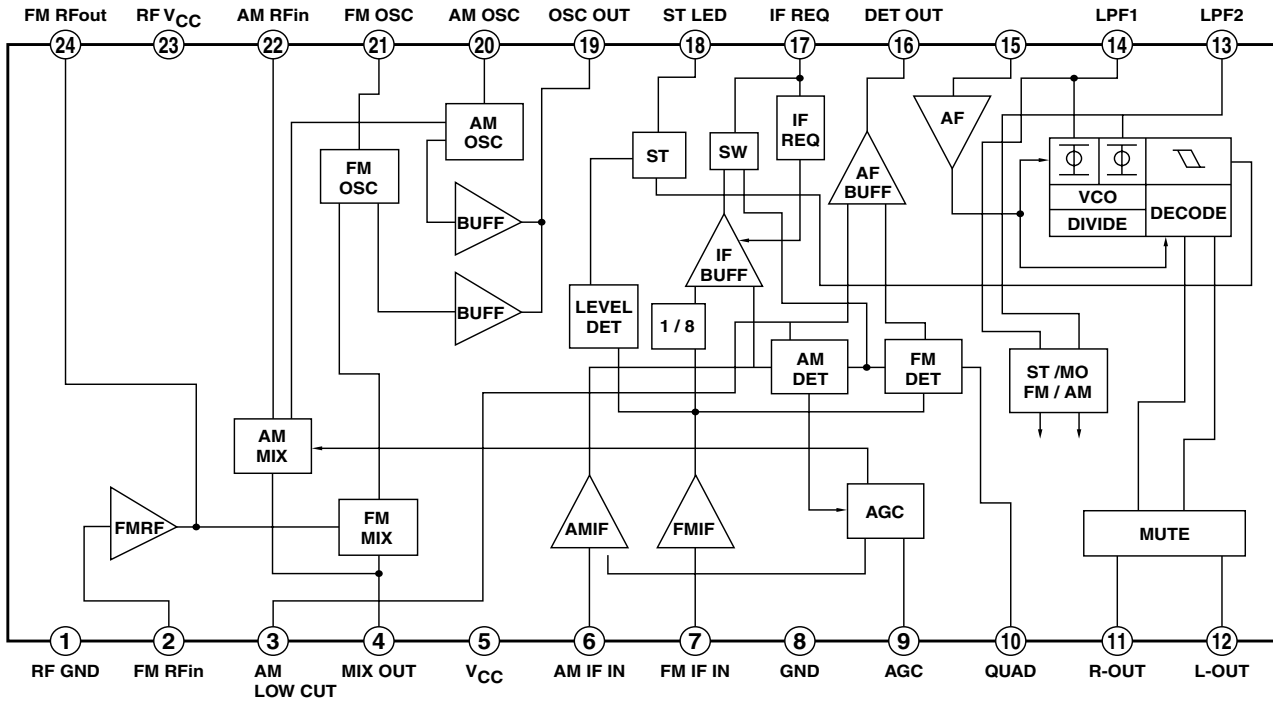 FM RFout RF VCC AM RFin FM OSC AM OSC OSC OUT ST LED IF REQ DET OUT LPF1 LPF2
24 23 22 21 20 19 18 17 16 15 14 13
AM
OSC
FM
OSC
BUFF
BUFF
ST
SW
IF
REQ
AF
BUFF
AF
VCO
DIVIDE
DECODE
IF
BUFF
LEVEL
DET
1 / 8
AM
DET
FM
DET
ST /MO
FM / AM
AM
MIX
FMRF
FM
MIX
AMIF
FMIF
AGC
MUTE
1 2 3 4 5 6 7 8 9 10 11 12
RF GND FM RFin AM MIX OUT VCC AM IF IN FM IF IN GND AGC QUAD R-OUT L-OUT
LOW CUT